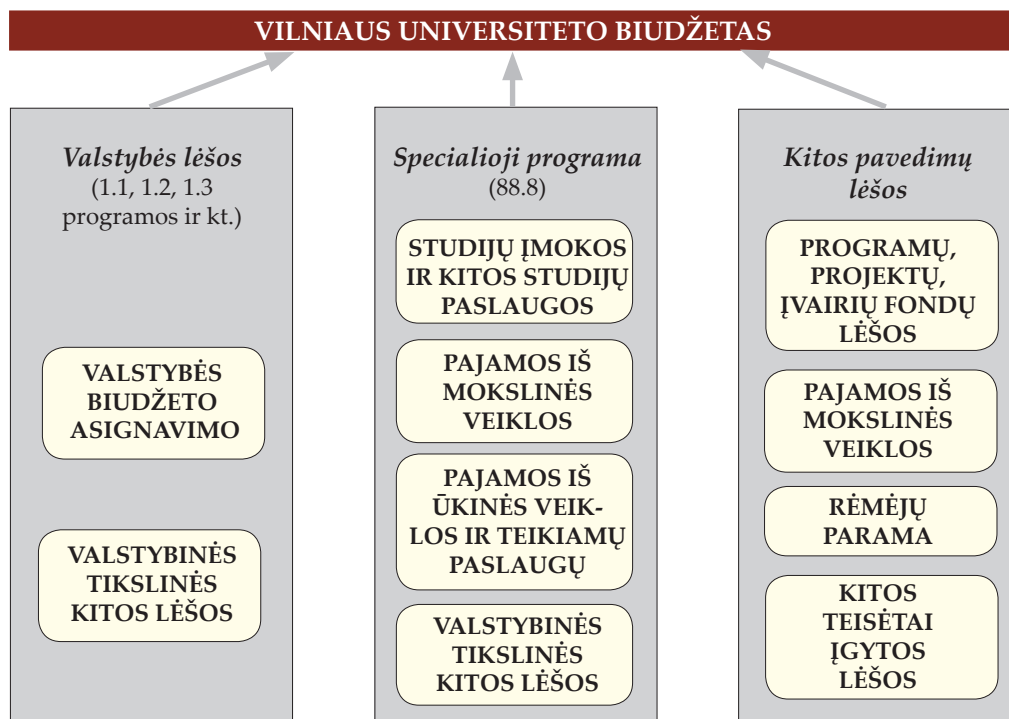 VILNIAUS UNIVERSITETO BIUDŽETAS
Valstybės lėšos
(1.1, 1.2, 1.3
programos ir kt.)
VALSTYBĖS
BIUDŽETO
ASIGNAVIMO
VALSTYBINĖS
TIKSLINĖS
KITOS LĖŠOS
Specialioji programa
(88.8)
STUDIJŲ ĮMOKOS
IR KITOS STUDIJŲ
PASLAUGOS
PAJAMOS IŠ
MOKSLINĖS
VEIKLOS
PAJAMOS IŠ
ŪKINĖS VEIK-
LOS IR TEIKIAMŲ
PASLAUGŲ
VALSTYBINĖS
TIKSLINĖS
KITOS LĖŠOS
Kitos pavedimų
lėšos
PROGRAMŲ,
PROJEKTŲ,
ĮVAIRIŲ FONDŲ
LĖŠOS
PAJAMOS IŠ
MOKSLINĖS
VEIKLOS
RĖMĖJŲ
PARAMA
KITOS
TEISĖTAI
ĮGYTOS
LĖŠOS